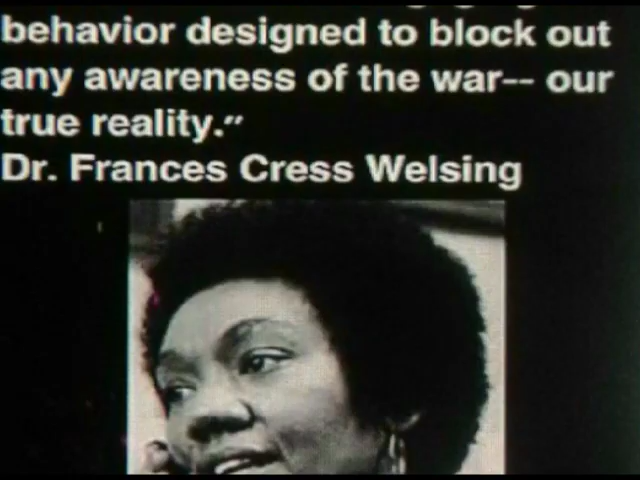 behavior designed to block out
any awareness of the war-- our
true reality.”
Dr. Frances Cress Welsing